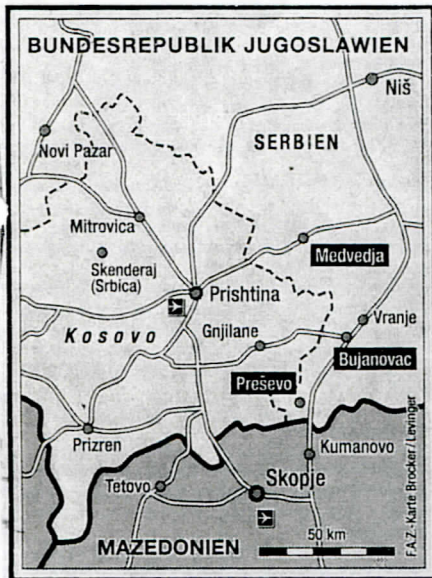 BUNDESREPUBLIK JUGOSLAWIEN
Niš
SERBIEN
Novi Pazar
Mitrovica
Medvedja
Skenderaj
(Srbica)
Prishtina
Vranje
Kosovo
Gnjilane
Bujanovac
Preševo
Prizren
Kumanovo
Tetovo
Skopje
50 km
MAZEDONIEN
F.A.Z.-Karte Brocker/Levinger